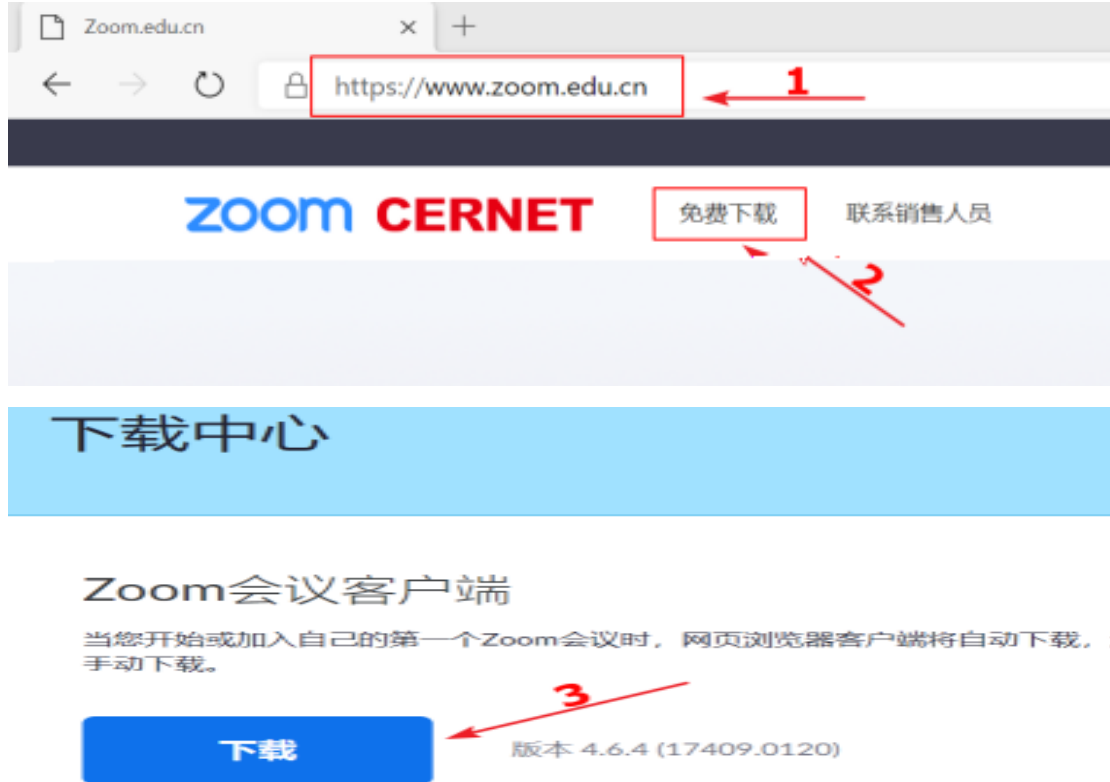 Zoom.edu.cn
https://www.zoom.edu.cn
1
zoom CERNET 免费下载 联系销售人员
2
下载中心
Zoom会议客户端
当您开始或加入自己的第一个Zoom会议时，网页浏览器客户端将自动下载，
手动下载。
3
下载 版本 4.6.4 (17409.0120)